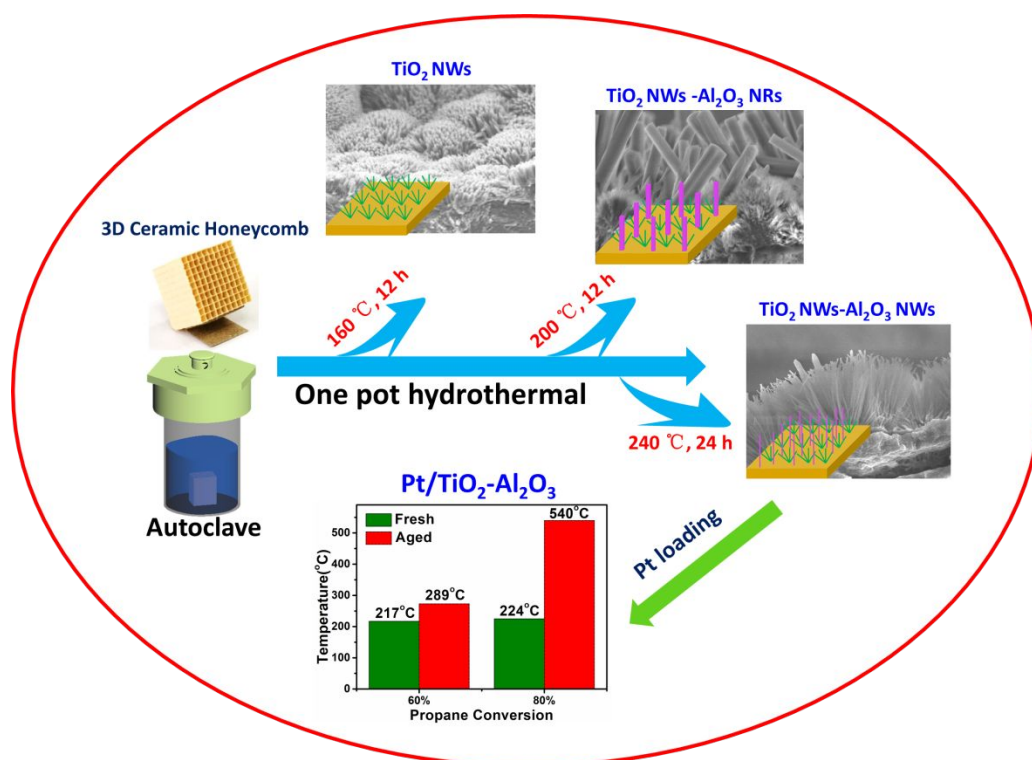 TiO₂ NWs
TiO₂ NWs -Al₂O₃ NRs
3D Ceramic Honeycomb
160 ℃, 12 h
200 ℃, 12 h
TiO₂ NWs-Al₂O₃ NWs
One pot hydrothermal
240 ℃, 24 h
Autoclave
Pt/TiO₂-Al₂O₃
Pt loading
Fresh
Aged
540°C
500
400
300
200
100
0
Temperature(°C)
217°C
289°C
224°C
60%
80%
Propane Conversion